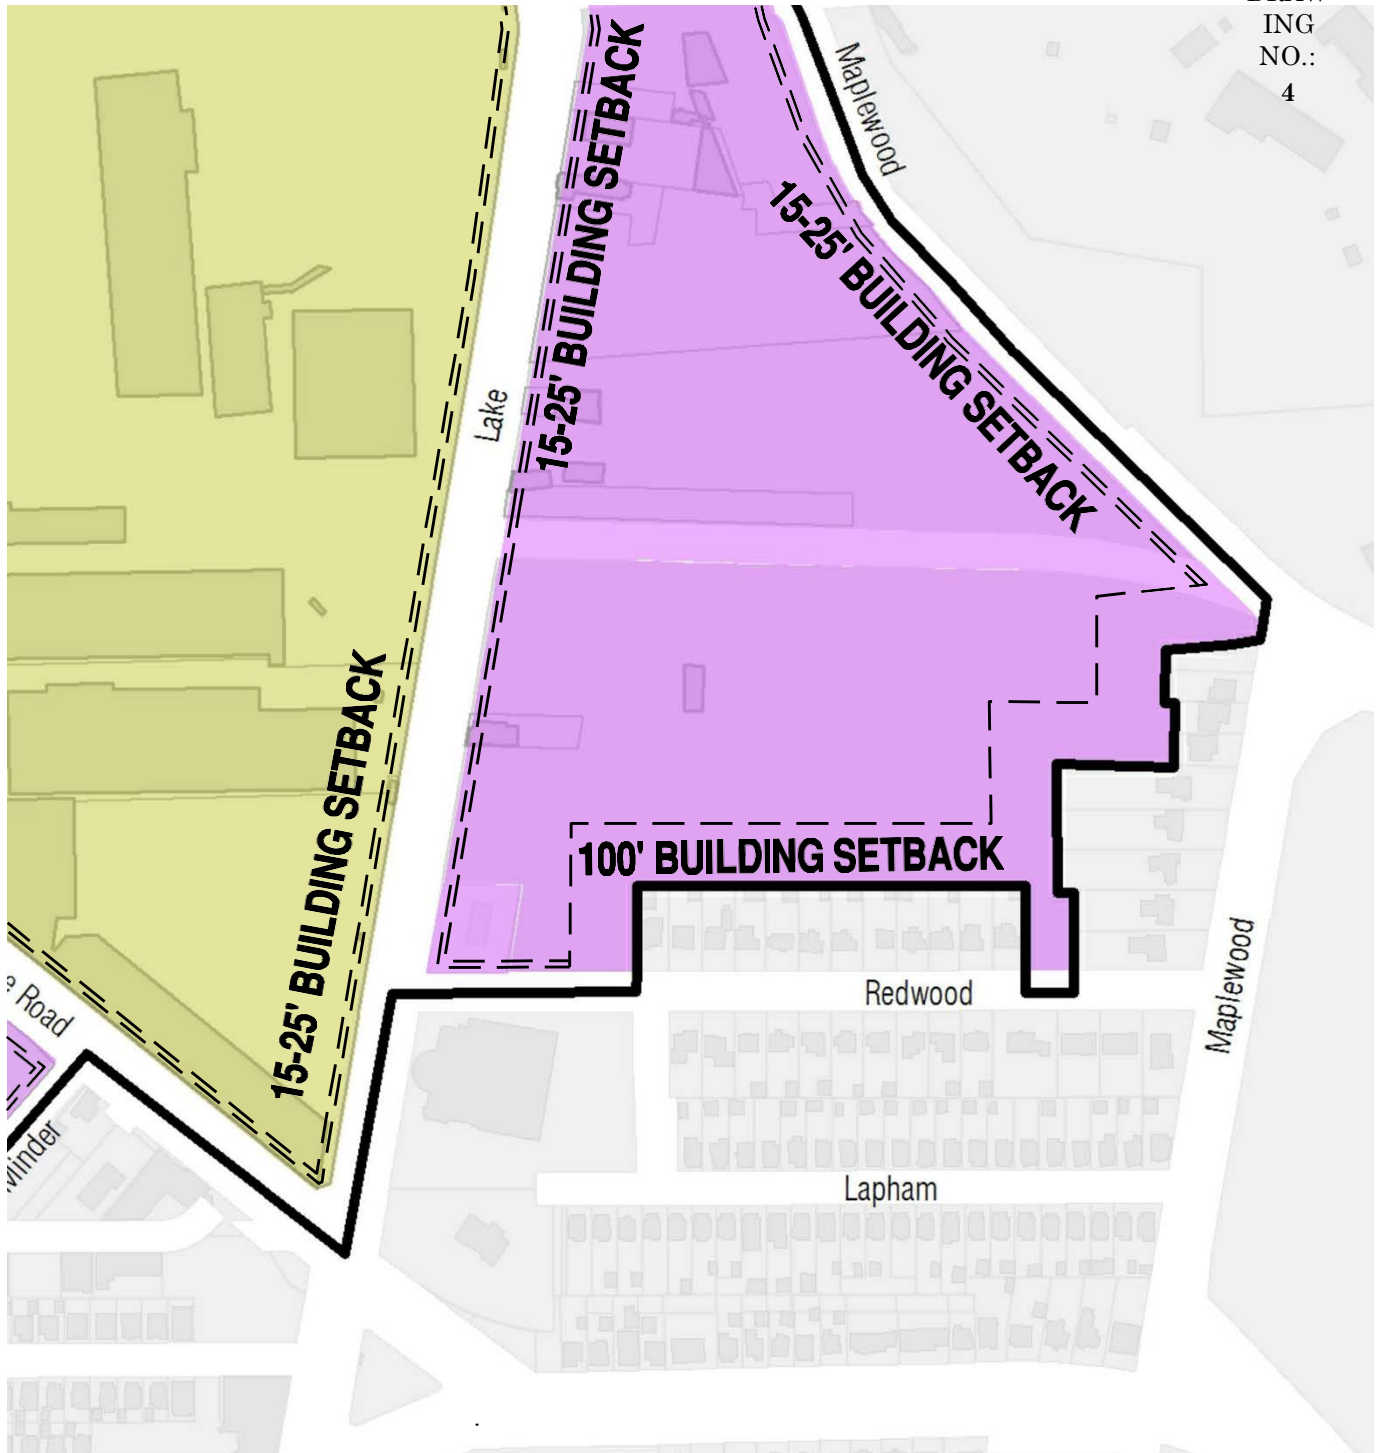 ING
NO.:
4
Maplewood
15-25' BUILDING SETBACK
15-25' BUILDING SETBACK
Lake
15-25' BUILDING SETBACK
100' BUILDING SETBACK
Redwood
Maplewood
Road
Minder
Lapham